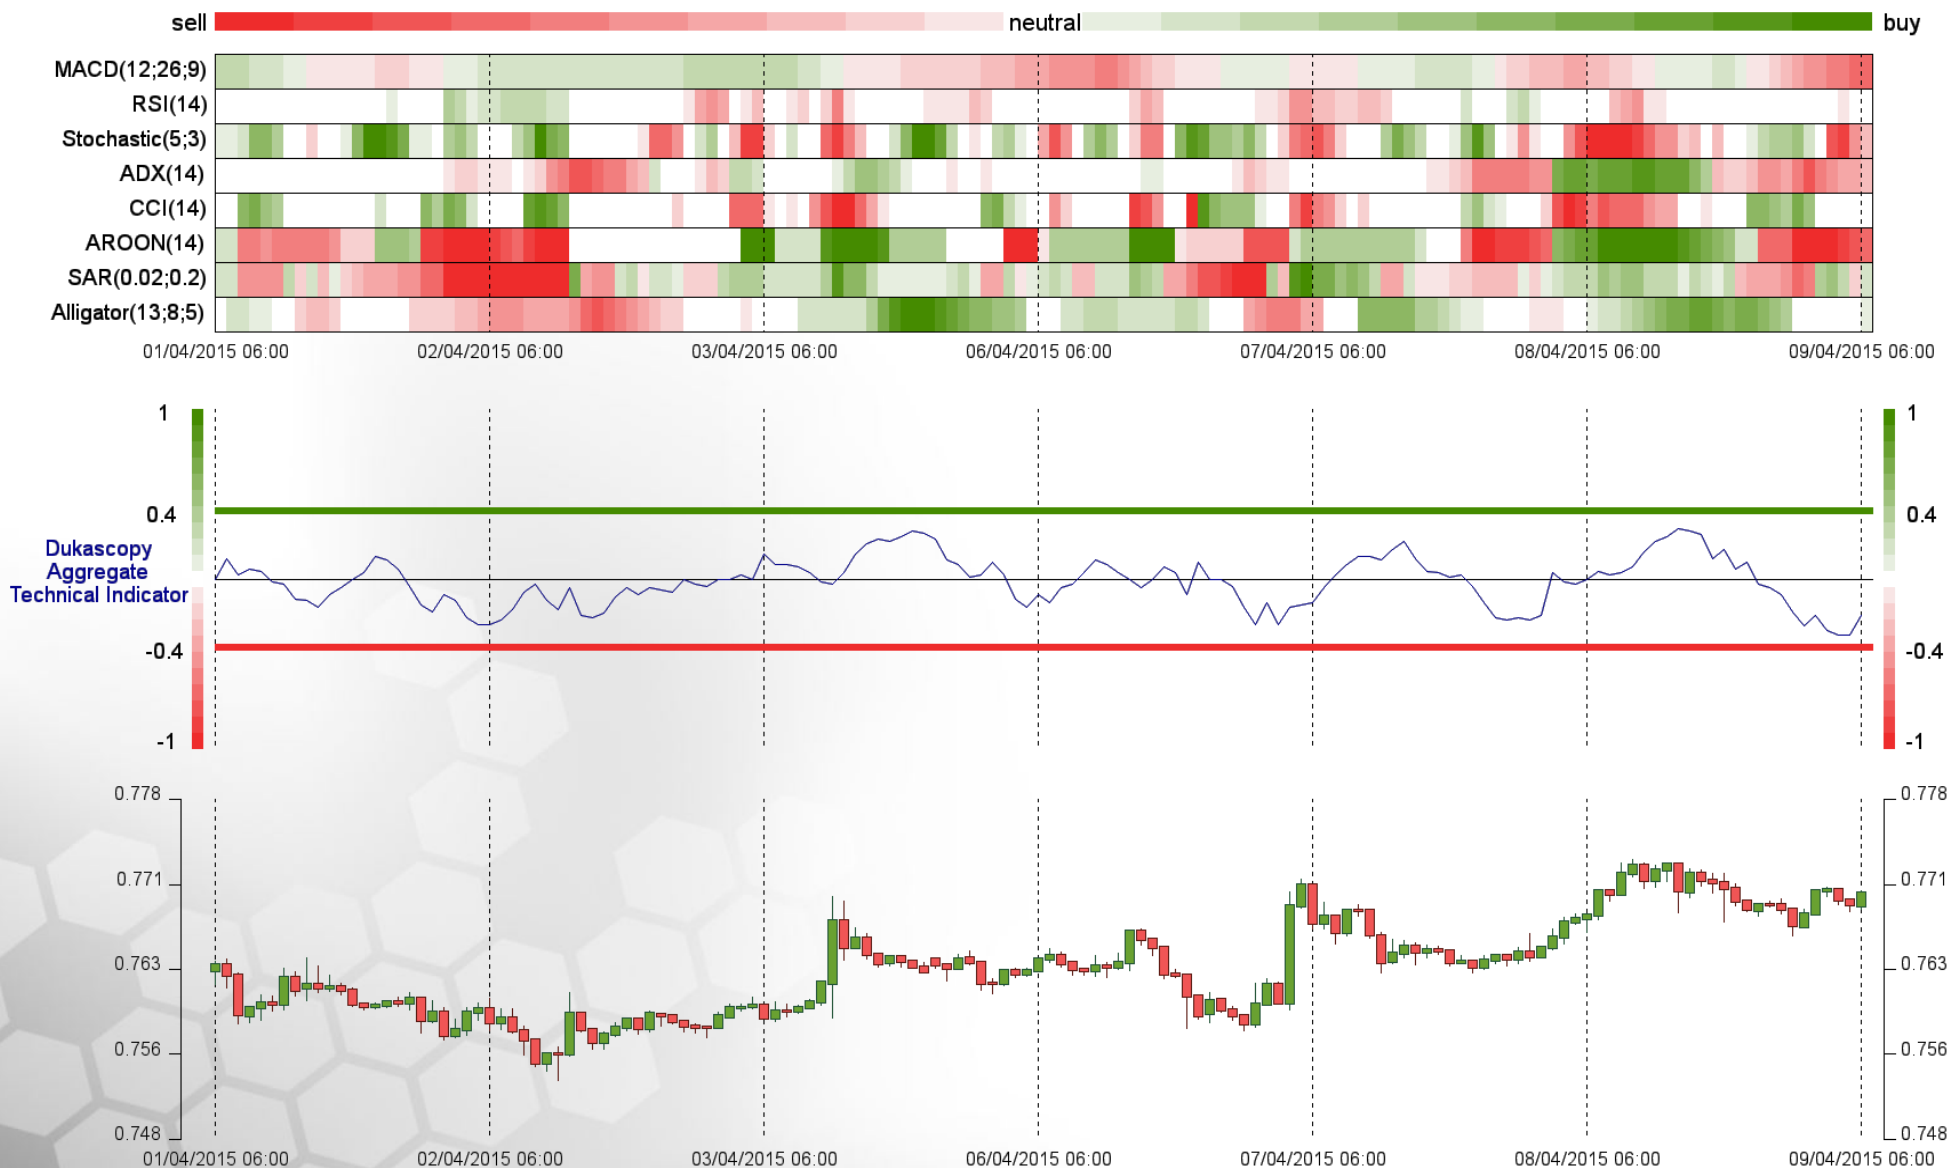 sell neutral buy
MACD(12;26;9)
RSI(14)
Stochastic(5;3)
ADX(14)
CCI(14)
AROON(14)
SAR(0.02;0.2)
Alligator(13;8;5)
01/04/2015 06:00 02/04/2015 06:00 03/04/2015 06:00 06/04/2015 06:00 07/04/2015 06:00 08/04/2015 06:00 09/04/2015 06:00
1 1
0.4 0.4
Dukascopy
Aggregate
Technical Indicator
-0.4 -0.4
-1 -1
0.778 0.778
0.771 0.771
0.763 0.763
0.756 0.756
0.748 0.748
01/04/2015 06:00 02/04/2015 06:00 03/04/2015 06:00 06/04/2015 06:00 07/04/2015 06:00 08/04/2015 06:00 09/04/2015 06:00